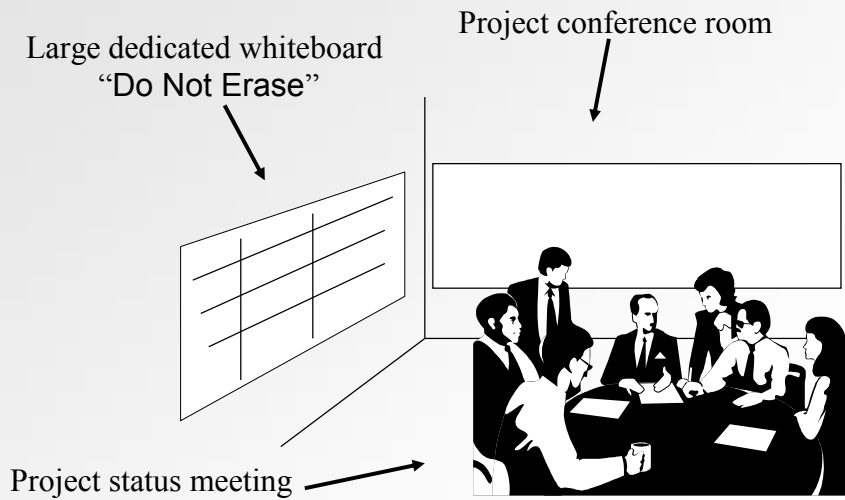 Project conference room
Large dedicated whiteboard
“Do Not Erase”
Project status meeting